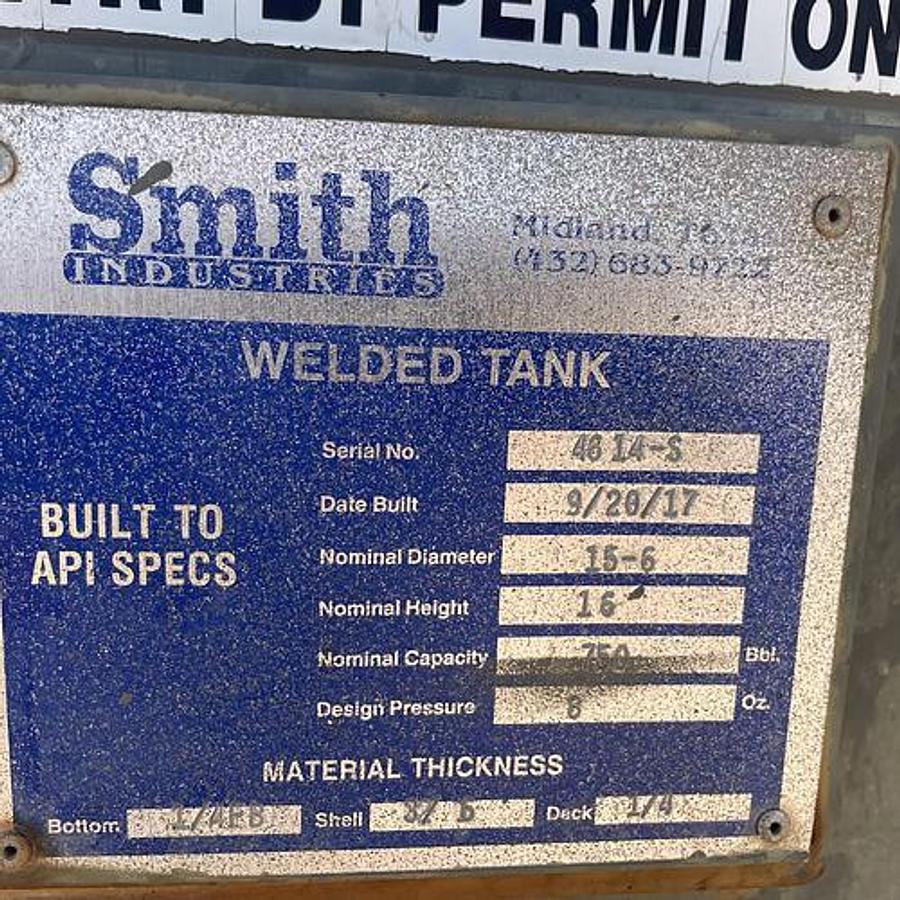 BY PERMIT ON
Smith
INDUSTRIES
Midland,
(432) 683-
WELDED TANK
BUILT TO
API SPECS
Serial No. 4614-S
Date Built 9/20/17
Nominal Diameter 15-6
Nominal Height 16
Nominal Capacity 750 Bbl.
Design Pressure 6 Oz.
MATERIAL THICKNESS
Bottom Shell Deck 1/4